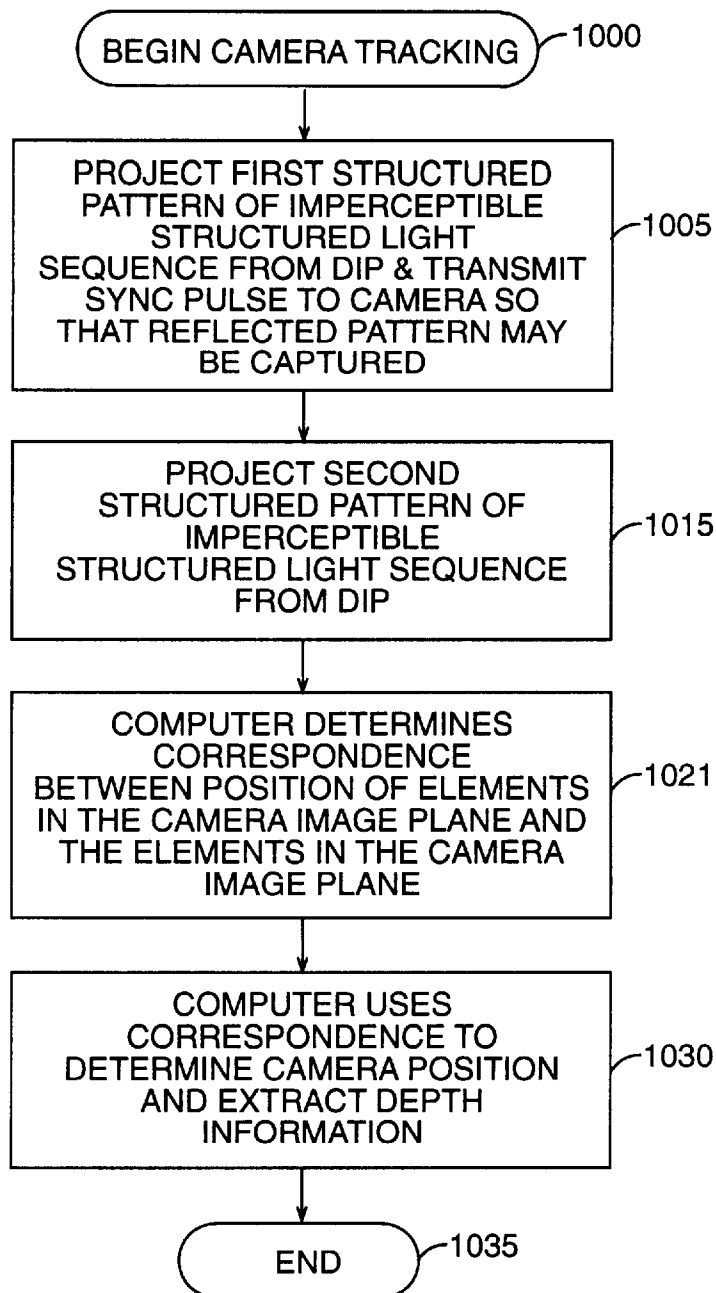 BEGIN CAMERA TRACKING
1000
PROJECT FIRST STRUCTURED
PATTERN OF IMPERCEPTIBLE
STRUCTURED LIGHT
SEQUENCE FROM DIP & TRANSMIT
SYNC PULSE TO CAMERA SO
THAT REFLECTED PATTERN MAY
BE CAPTURED
1005
PROJECT SECOND
STRUCTURED PATTERN OF
IMPERCEPTIBLE
STRUCTURED LIGHT SEQUENCE
FROM DIP
1015
COMPUTER DETERMINES
CORRESPONDENCE
BETWEEN POSITION OF ELEMENTS
IN THE CAMERA IMAGE PLANE AND
THE ELEMENTS IN THE CAMERA
IMAGE PLANE
1021
COMPUTER USES
CORRESPONDENCE TO
DETERMINE CAMERA POSITION
AND EXTRACT DEPTH
INFORMATION
1030
END
1035